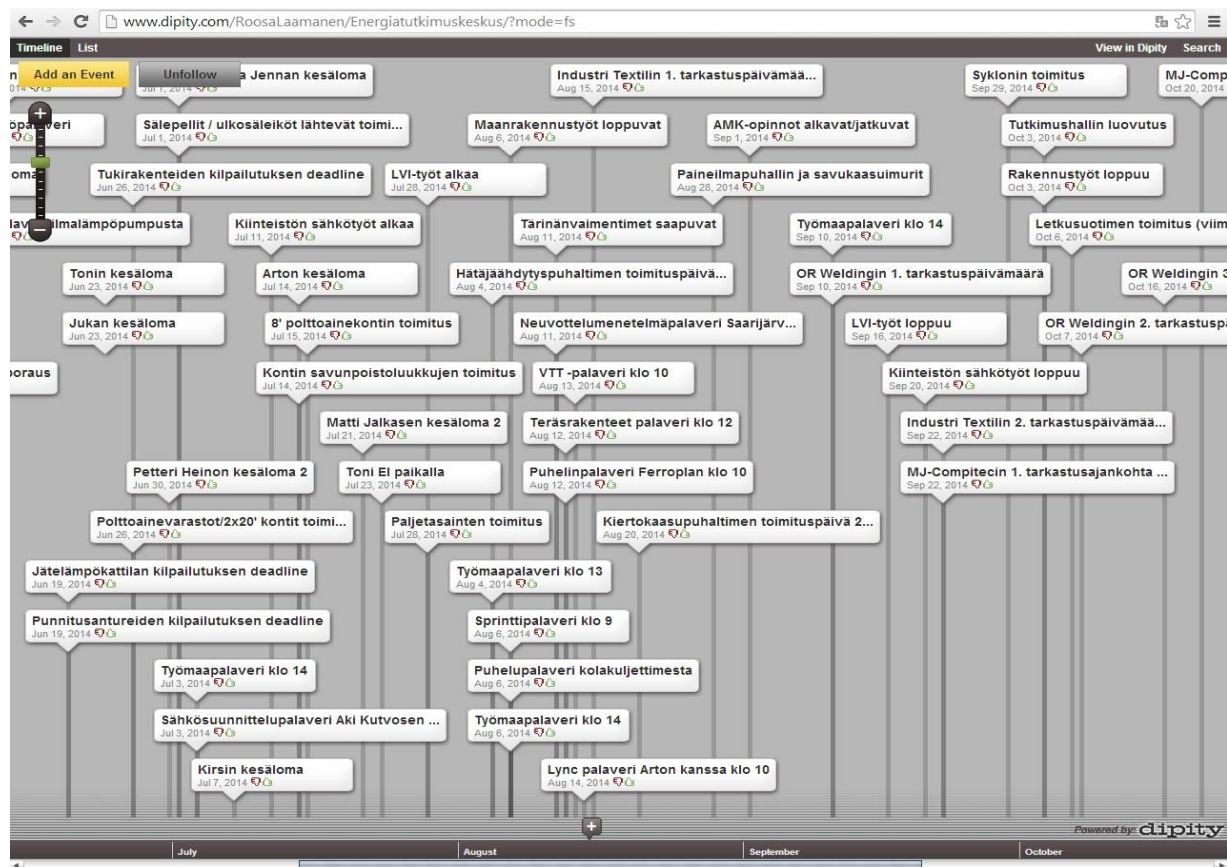 www.dipity.com/RoosaLaamanen/Energiatutkimuskeskus/?mode=fs
Timeline List View in Dipity Search
Add an Event
Unfollow
a Jennan kesäloma
Jul 1, 2014
Industri Textilin 1. tarkastuspäivämää...
Aug 15, 2014
Syklonin toimitus
Sep 29, 2014
MJ-Comp
Oct 20, 2014
Sälepellit / ulkosäleiköt lähtevät toimi...
Jul 1, 2014
Maanrakennustyöt loppuvat
Aug 6, 2014
AMK-opinnot alkavat/jatkuvat
Sep 1, 2014
Tutkimushallin luovutus
Oct 3, 2014
Tukirakenteiden kilpailutuksen deadline
Jun 26, 2014
LVI-työt alkaa
Jul 28, 2014
Paineilmapuhallin ja savukaasuimurit
Aug 28, 2014
Rakennustyöt loppuu
Oct 3, 2014
ilmalämpöpumpusta
Kiinteistön sähkötyöt alkaa
Jul 11, 2014
Tärinänvaimentimet saapuvat
Aug 11, 2014
Työmaapalaveri klo 14
Sep 10, 2014
Letkusuotimen toimitus (viim
Oct 6, 2014
Tonin kesäloma
Jun 23, 2014
Arton kesäloma
Jul 14, 2014
Hätäjäähdytyspuhaltimen toimituspäivä...
Aug 4, 2014
OR Weldingin 1. tarkastuspäivämäärä
Sep 10, 2014
OR Weldingin 3
Oct 16, 2014
Jukan kesäloma
Jun 23, 2014
8' polttoainekontin toimitus
Jul 15, 2014
Neuvottelumenetelmäpalaveri Saarijärv...
Aug 11, 2014
LVI-työt loppuu
Sep 16, 2014
OR Weldingin 2. tarkastuspä
Oct 7, 2014
poraus
Kontin savunpoistoluukkujen toimitus
Jul 14, 2014
VTT -palaveri klo 10
Aug 13, 2014
Kiinteistön sähkötyöt loppuu
Sep 20, 2014
Matti Jalkasen kesäloma 2
Jul 21, 2014
Teräsrakenteet palaveri klo 12
Aug 12, 2014
Industri Textilin 2. tarkastuspäivämää...
Sep 22, 2014
Petteri Heinon kesäloma 2
Jun 30, 2014
Toni EI paikalla
Jul 23, 2014
Puhelinpalaveri Ferroplan klo 10
Aug 12, 2014
MJ-Compitecin 1. tarkastusajankohta ...
Sep 22, 2014
Polttoainevarastot/2x20' kontit toimi...
Jun 26, 2014
Paljetasainten toimitus
Jul 28, 2014
Kiertokaasupuhaltimen toimituspäivä 2...
Aug 20, 2014
Jätelämpökattilan kilpailutuksen deadline
Jun 19, 2014
Työmaapalaveri klo 13
Aug 4, 2014
Punnitusantureiden kilpailutuksen deadline
Jun 19, 2014
Sprinttipalaveri klo 9
Aug 6, 2014
Työmaapalaveri klo 14
Jul 3, 2014
Puhelupalaveri kolakuljettimesta
Aug 6, 2014
Sähkösuunnittelupalaveri Aki Kutvosen ...
Jul 3, 2014
Työmaapalaveri klo 14
Aug 6, 2014
Kirsin kesäloma
Jul 7, 2014
Lync palaveri Arton kanssa klo 10
Aug 14, 2014
Powered by: dipity
July August September October